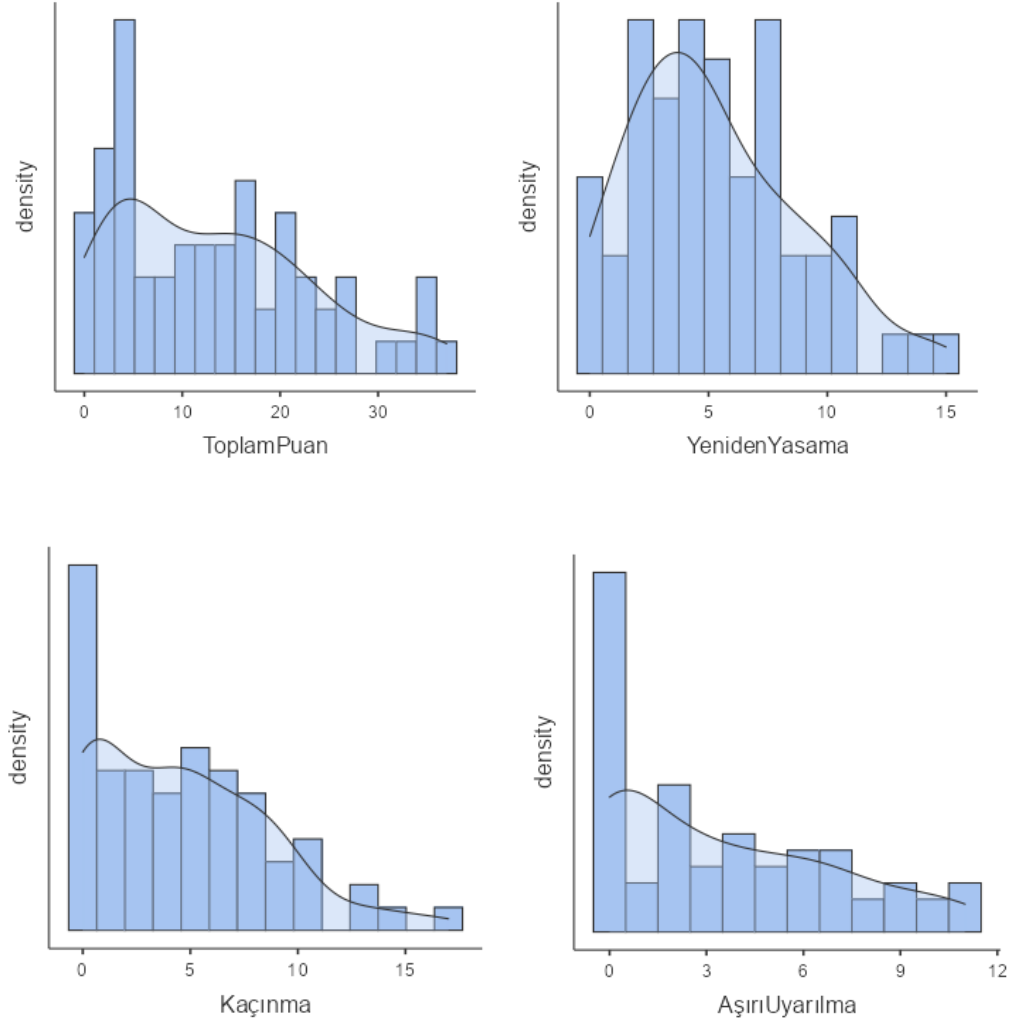 density
0 10 20 30
ToplamPuan
density
0 5 10 15
YenidenYasama
density
0 5 10 15
Kaçınma
density
0 3 6 9 12
AşırıUyarılma